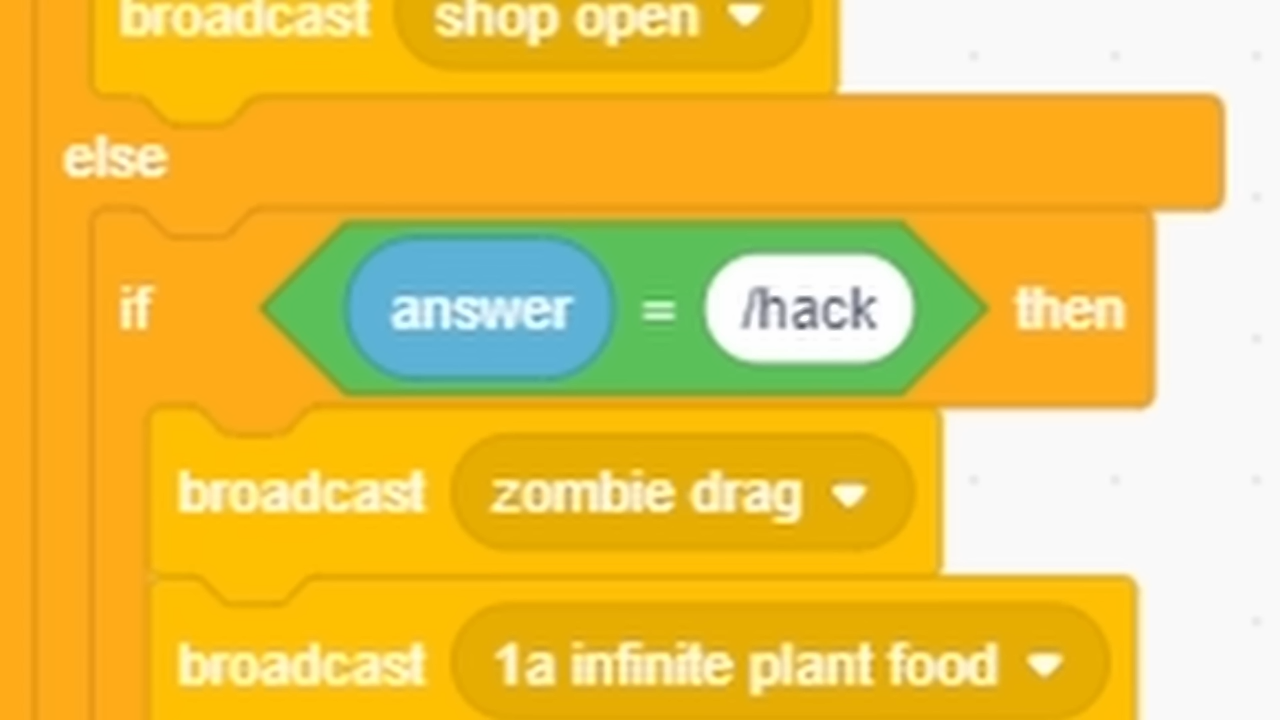 broadcast shop open
else
if answer = /hack then
broadcast zombie drag
broadcast 1a infinite plant food